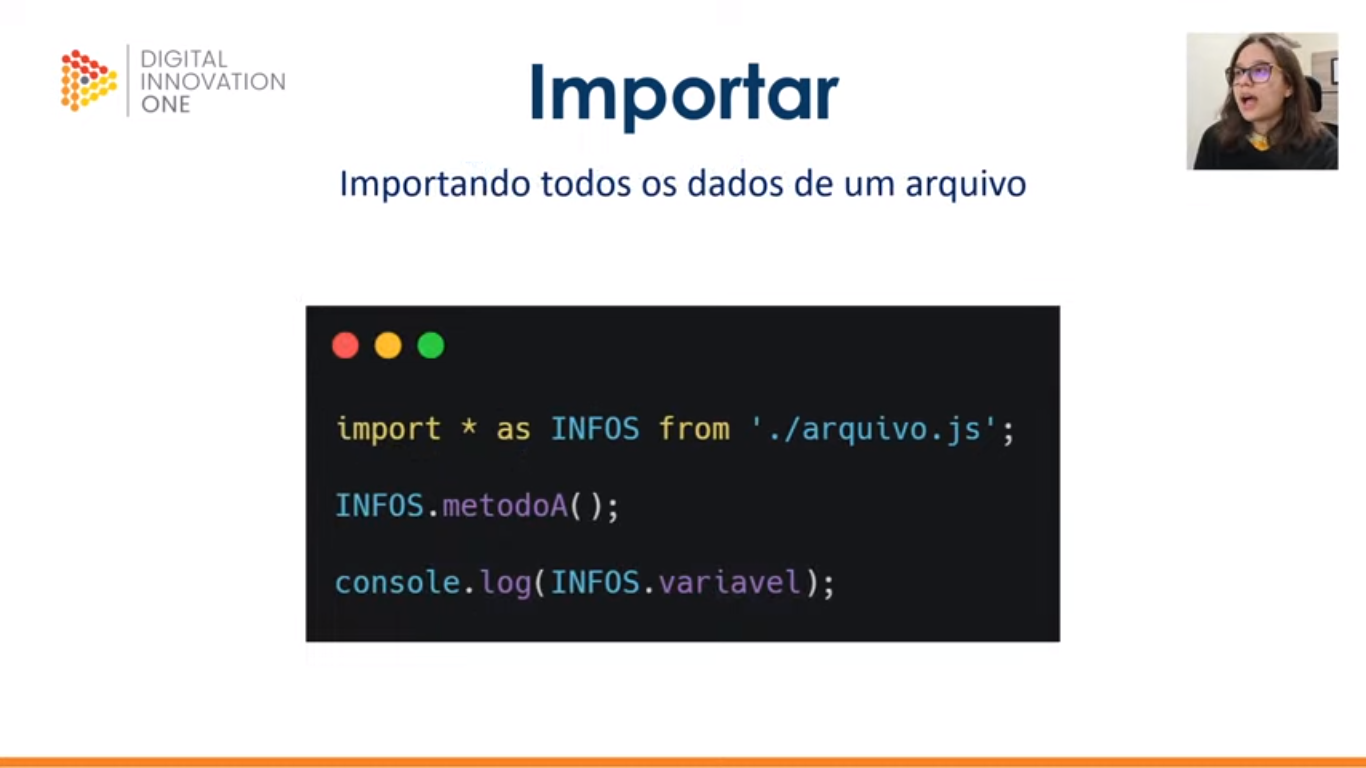 DIGITAL
INNOVATION
ONE
Importar
Importando todos os dados de um arquivo
import * as INFOS from './arquivo.js';
INFOS.metodoA();
console.log(INFOS.variavel);